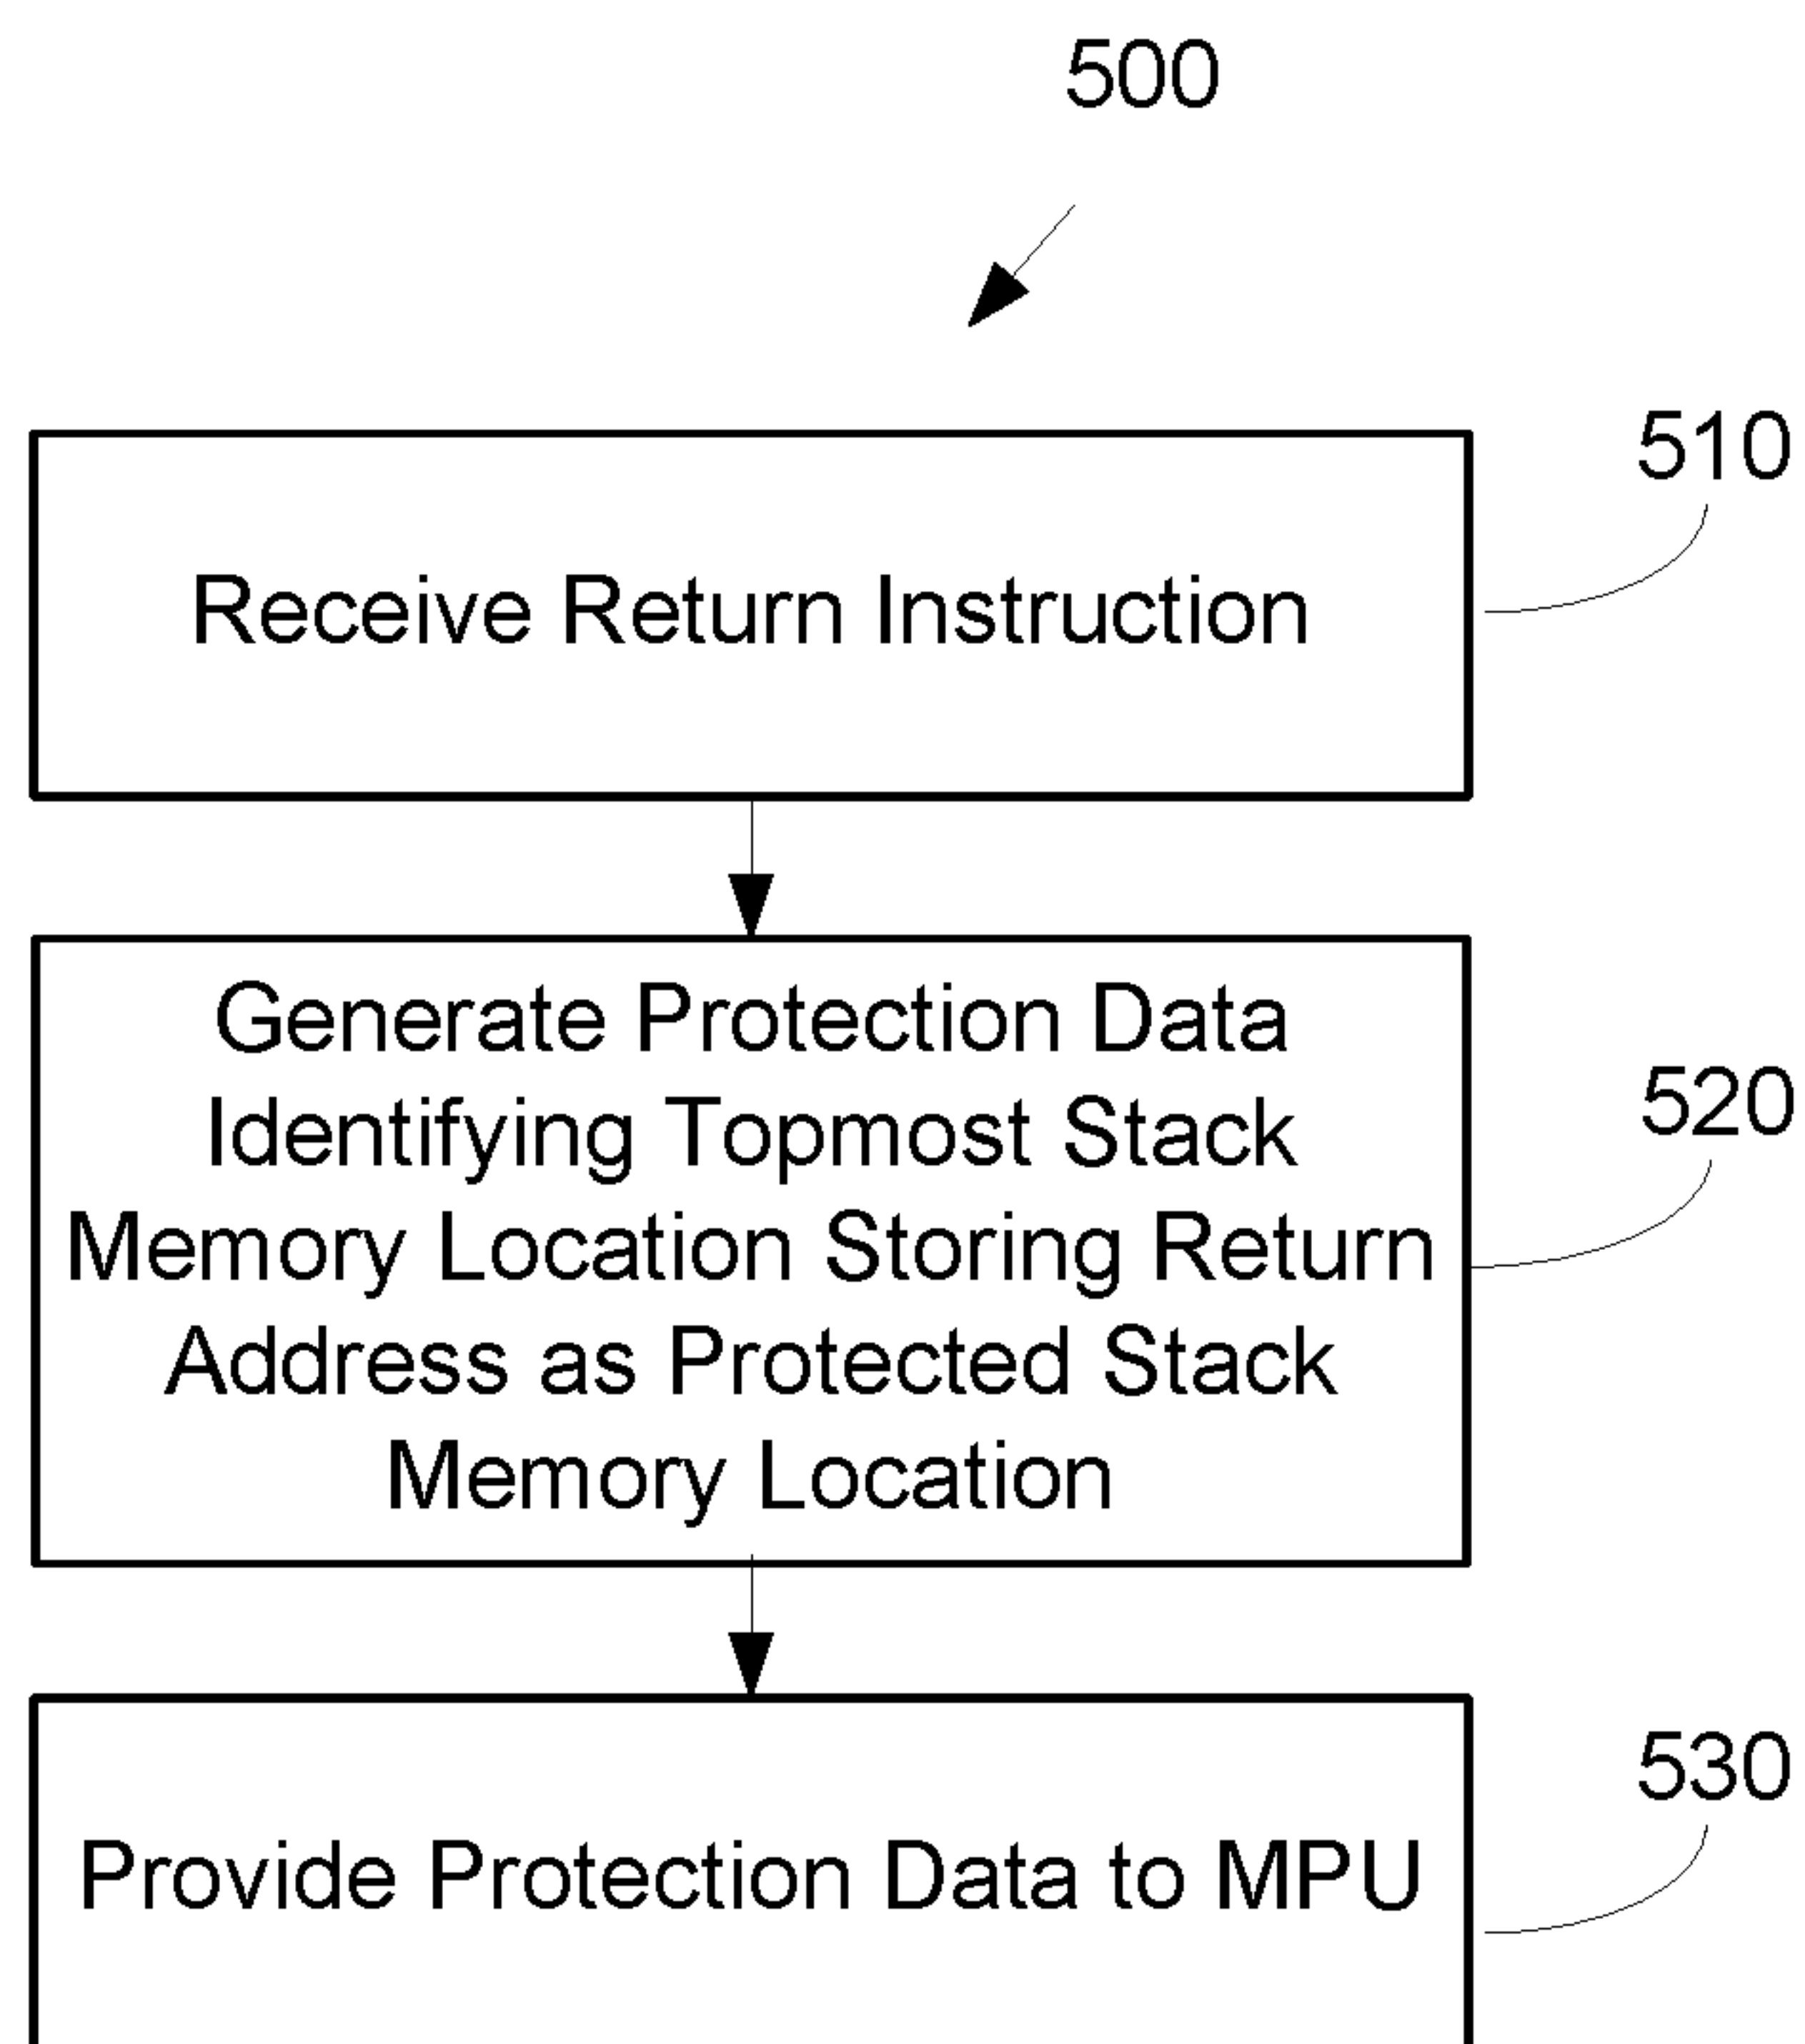 500
510
Receive Return Instruction
Generate Protection Data
Identifying Topmost Stack
520
Memory Location Storing Return
Address as Protected Stack
Memory Location
530
Provide Protection Data to MPU